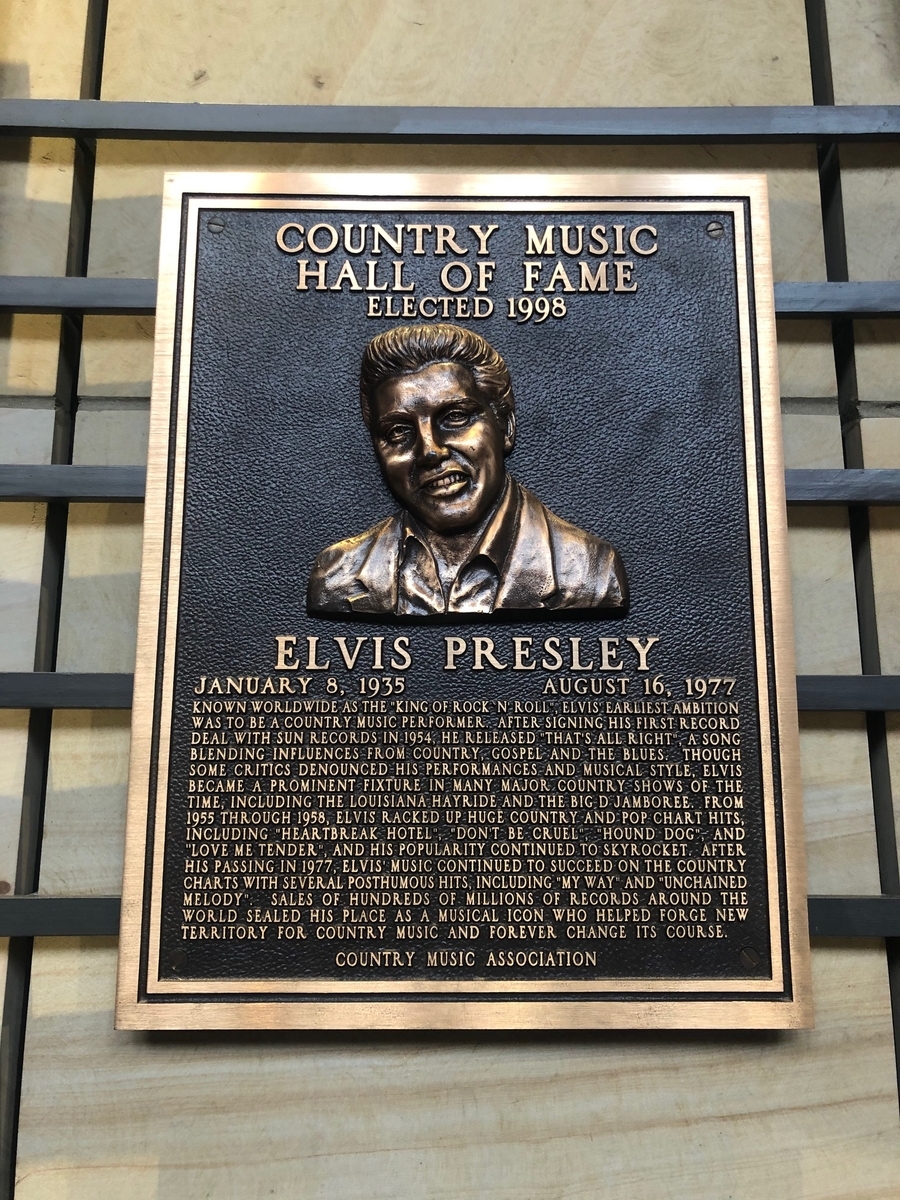 COUNTRY MUSIC
HALL OF FAME
ELECTED 1998
ELVIS PRESLEY
JANUARY 8, 1935 AUGUST 16, 1977
KNOWN WORLDWIDE AS THE "KING OF ROCK 'N' ROLL", ELVIS' EARLIEST AMBITION
WAS TO BE A COUNTRY MUSIC PERFORMER. AFTER SIGNING HIS FIRST RECORD
DEAL WITH SUN RECORDS IN 1954, HE RELEASED "THAT'S ALL RIGHT", A SONG
BLENDING INFLUENCES FROM COUNTRY, GOSPEL AND THE BLUES. THOUGH
SOME CRITICS DENOUNCED HIS PERFORMANCES AND MUSICAL STYLE, ELVIS
BECAME A PROMINENT FIXTURE IN MANY MAJOR COUNTRY SHOWS OF THE
TIME, INCLUDING THE LOUISIANA HAYRIDE AND THE BIG D JAMBOREE. FROM
1955 THROUGH 1958, ELVIS RACKED UP HUGE COUNTRY AND POP CHART HITS,
INCLUDING "HEARTBREAK HOTEL", "DON'T BE CRUEL", "HOUND DOG", AND
"LOVE ME TENDER", AND HIS POPULARITY CONTINUED TO SKYROCKET. AFTER
HIS PASSING IN 1977, ELVIS' MUSIC CONTINUED TO SUCCEED ON THE COUNTRY
CHARTS WITH SEVERAL POSTHUMOUS HITS, INCLUDING "MY WAY" AND "UNCHAINED
MELODY". SALES OF HUNDREDS OF MILLIONS OF RECORDS AROUND THE
WORLD SEALED HIS PLACE AS A MUSICAL ICON WHO HELPED FORGE NEW
TERRITORY FOR COUNTRY MUSIC AND FOREVER CHANGE ITS COURSE.
COUNTRY MUSIC ASSOCIATION